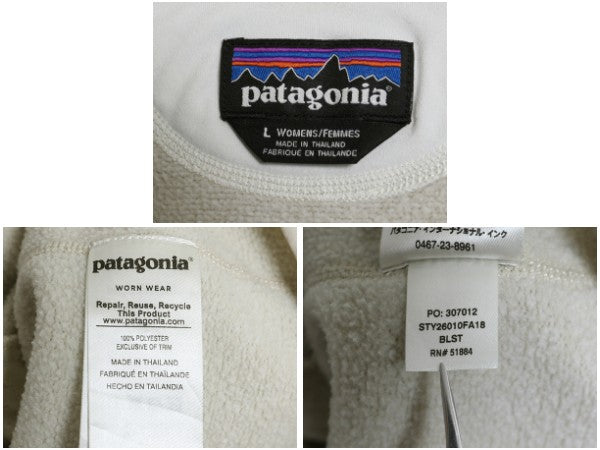 patagonia®
L WOMENS/FEMMES
MADE IN THAILAND
FABRIQUÉ EN THAÏLANDE
patagonia®
WORN WEAR
Repair, Reuse, Recycle
This Product
www.patagonia.com
100% POLYESTER
EXCLUSIVE OF TRIM
MADE IN THAILAND
FABRIQUÉ EN THAÏLANDE
HECHO EN TAILANDIA
パタゴニア・インターナショナル・インク
0467-23-8961
PO: 307012
STY26010FA18
BLST
RN# 51884